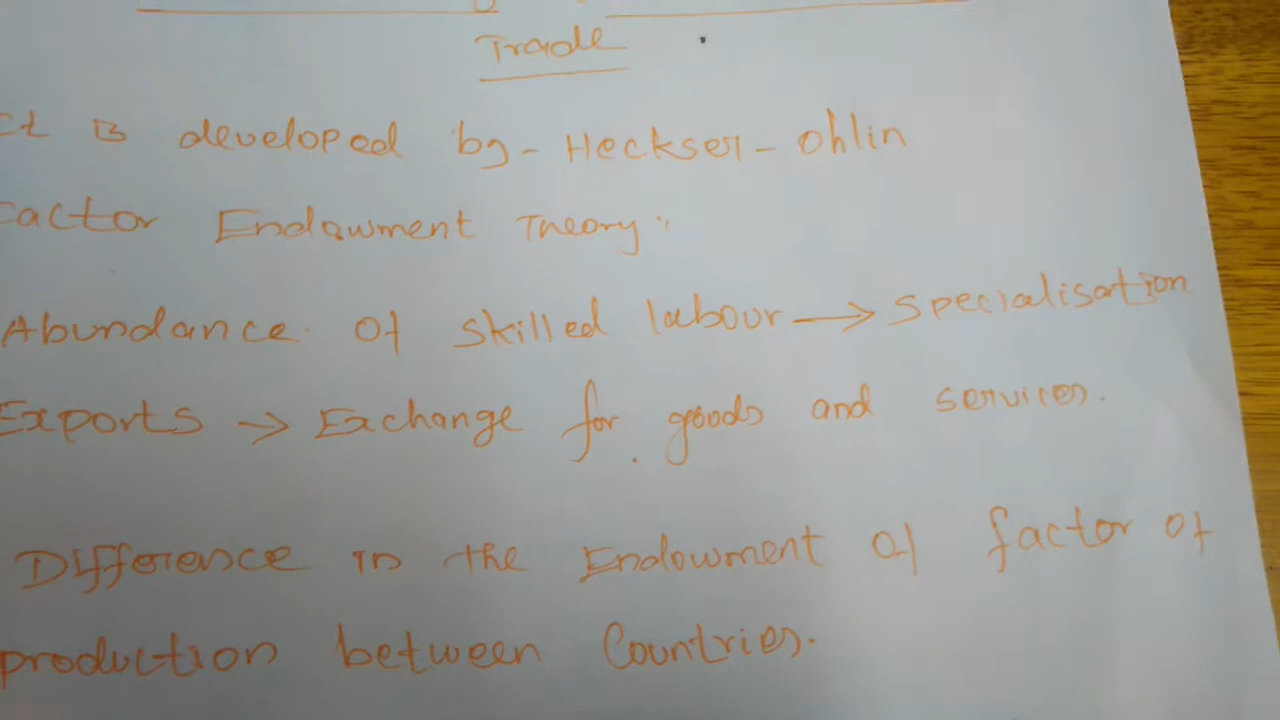 Trade
It is developed by - Heckser - ohlin
Factor Endowment Theory:
Abundance of skilled labour → Specialisation
Exports → Exchange for goods and services.
Difference in the Endowment of factor of
production between Countries.